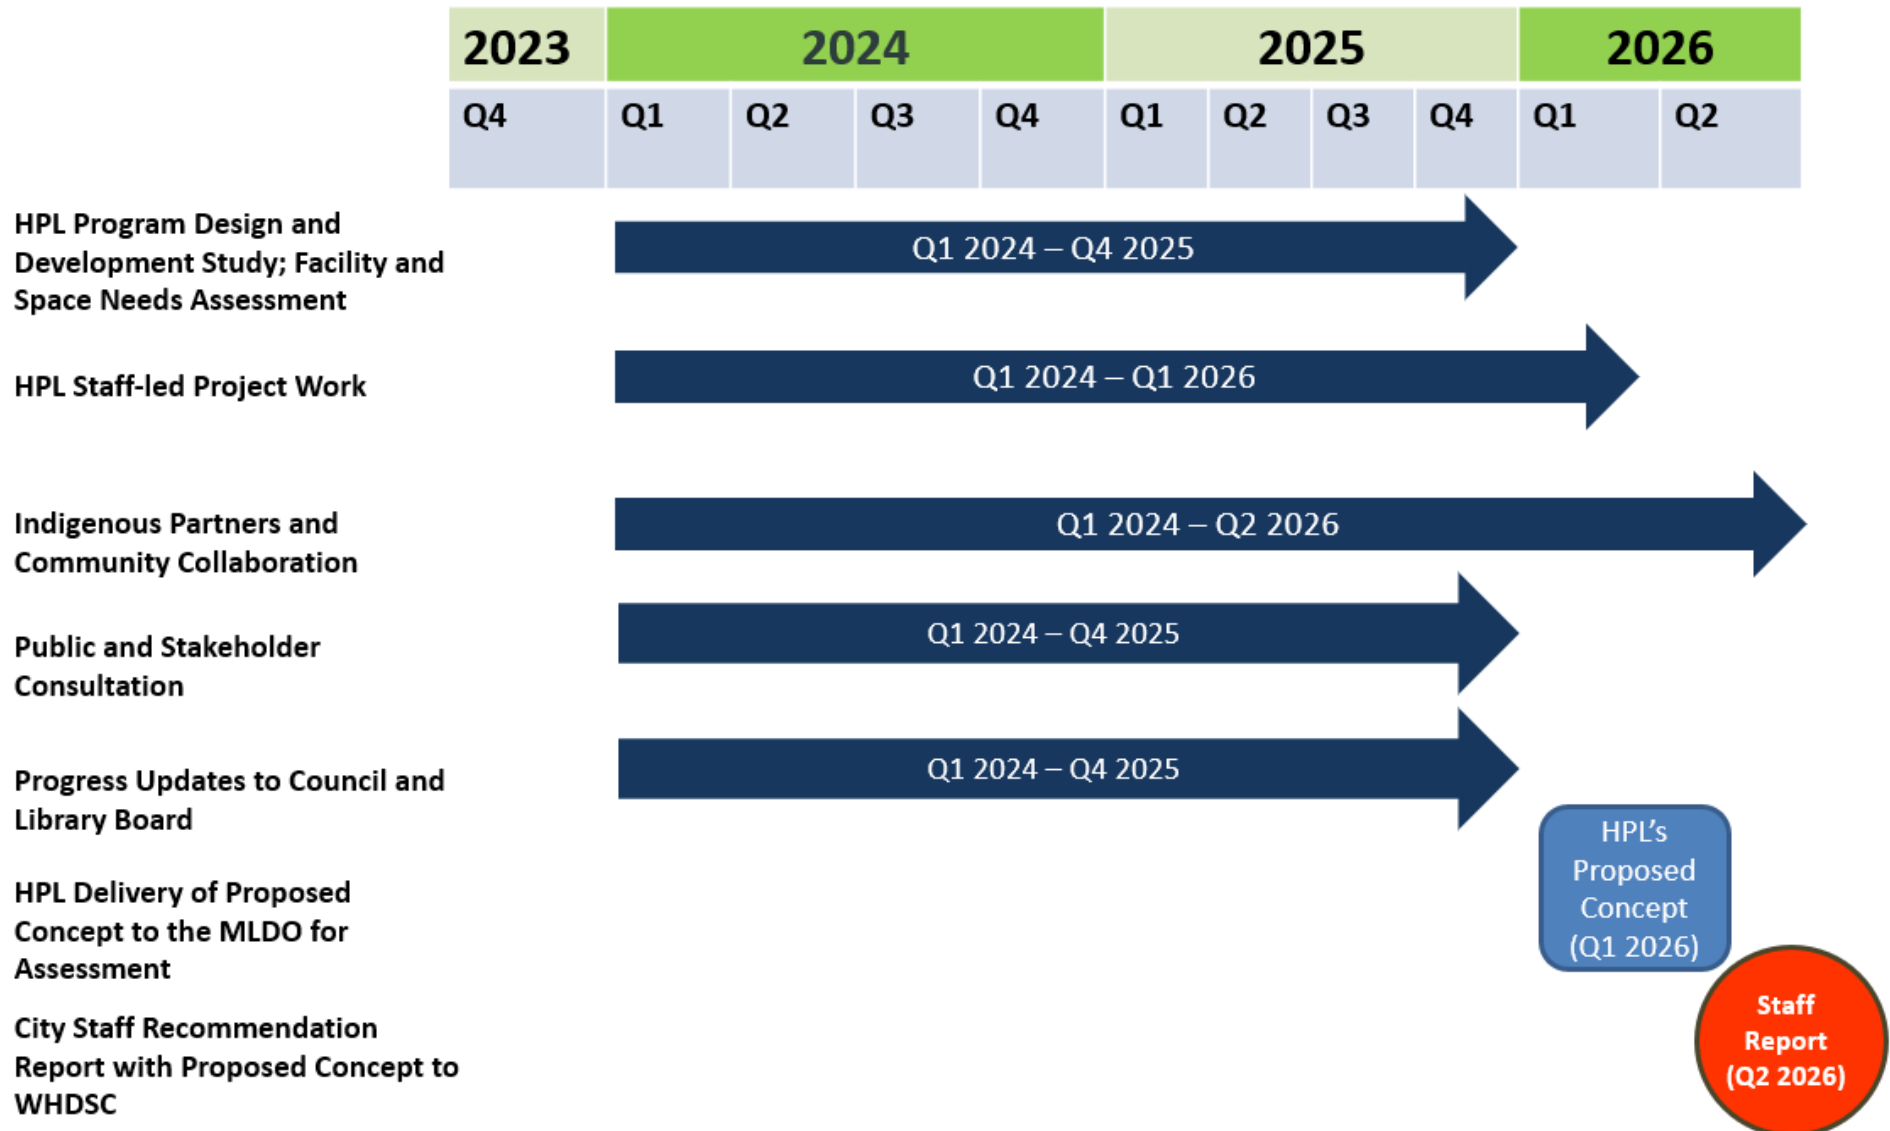 2023 2024 2025 2026
Q4 Q1 Q2 Q3 Q4 Q1 Q2 Q3 Q4 Q1 Q2
HPL Program Design and
Development Study; Facility and
Space Needs Assessment
Q1 2024 – Q4 2025
HPL Staff-led Project Work
Q1 2024 – Q1 2026
Indigenous Partners and
Community Collaboration
Q1 2024 – Q2 2026
Public and Stakeholder
Consultation
Q1 2024 – Q4 2025
Progress Updates to Council and
Library Board
Q1 2024 – Q4 2025
HPL Delivery of Proposed
Concept to the MLDO for
Assessment
HPL’s
Proposed
Concept
(Q1 2026)
City Staff Recommendation
Report with Proposed Concept to
WHDSC
Staff
Report
(Q2 2026)